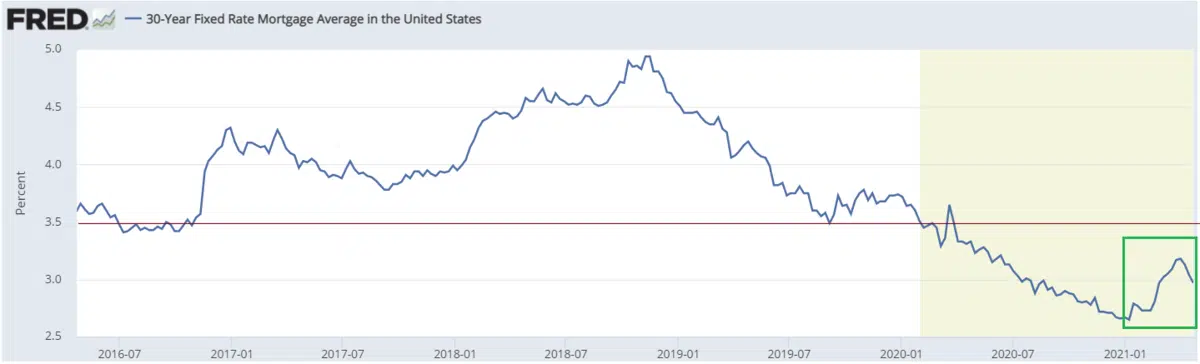 FRED
30-Year Fixed Rate Mortgage Average in the United States
Percent
5.0
4.5
4.0
3.5
3.0
2.5
2016-07 2017-01 2017-07 2018-01 2018-07 2019-01 2019-07 2020-01 2020-07 2021-01